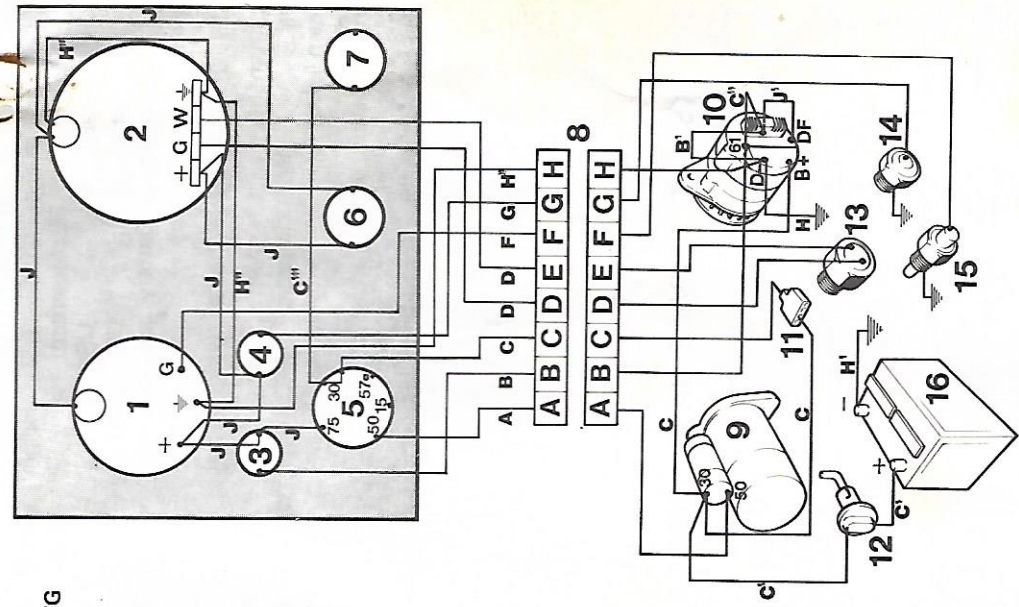 G
J
H"
J
1
G
+
2
+ G W
J
H"
J
J
J
J
3
4
5
75
30
57a
15
50
6
7
C'''
A B C D D F G H"
A B C D E F G H
8
A B C D E F G H
C
9
30
50
C
C'
10
B'
61
C"
J'
D-
DF
B+
H
11
12
C'
13
14
15
H'
-
+
16